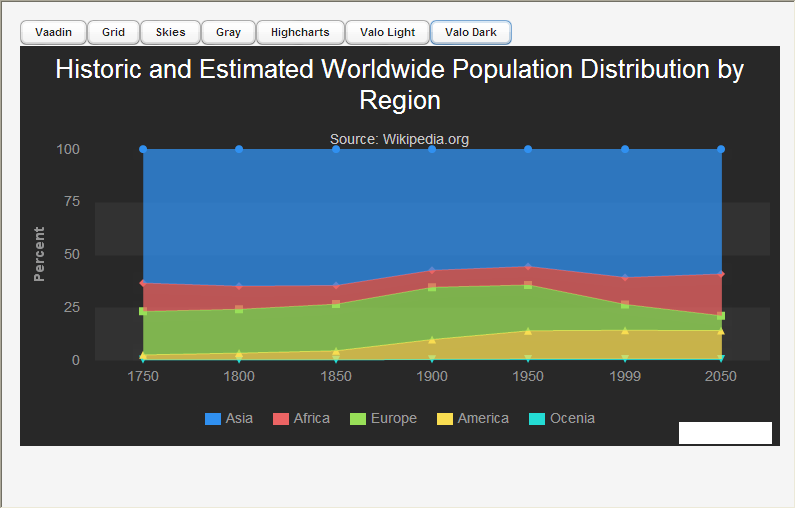 Vaadin Grid Skies Gray Highcharts Valo Light Valo Dark
Historic and Estimated Worldwide Population Distribution by
Region
Source: Wikipedia.org
Percent
100
75
50
25
0
1750 1800 1850 1900 1950 1999 2050
Asia Africa Europe America Ocenia